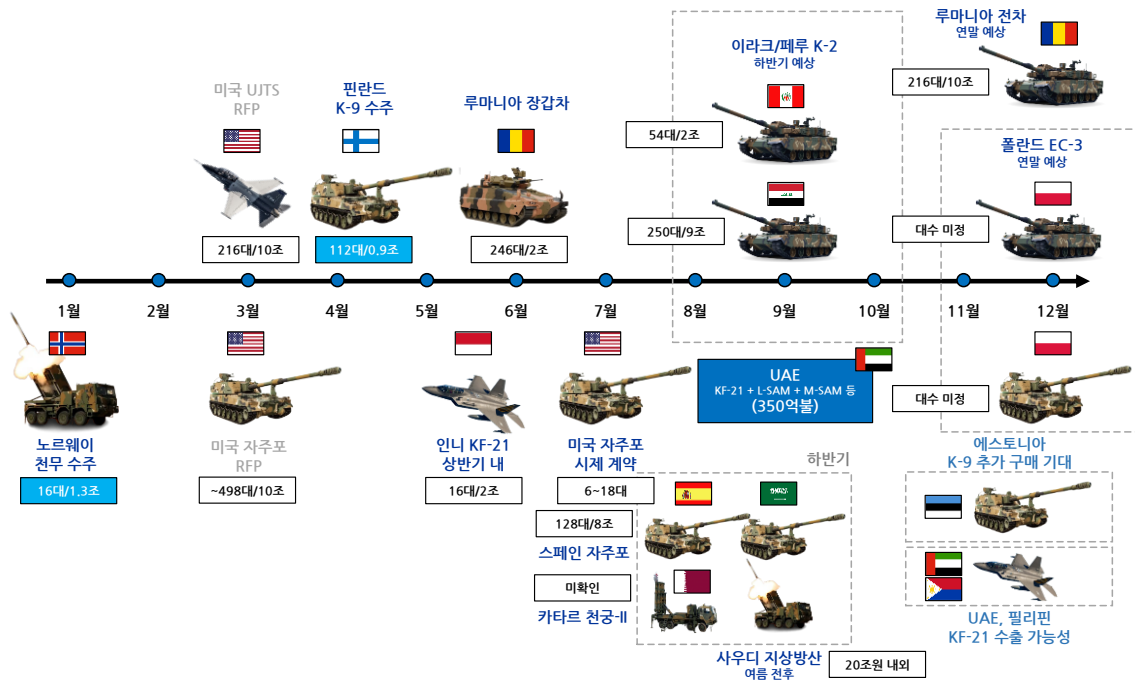 미국 UJTS
RFP
216대/10조
핀란드
K-9 수주
112대/0.9조
루마니아 장갑차
246대/2조
이라크/페루 K-2
하반기 예상
54대/2조
250대/9조
루마니아 전차
연말 예상
216대/10조
폴란드 EC-3
연말 예상
대수 미정
1월
2월
3월
4월
5월
6월
7월
8월
9월
10월
11월
12월
노르웨이
천무 수주
16대/1.3조
미국 자주포
RFP
~498대/10조
인니 KF-21
상반기 내
16대/2조
미국 자주포
시제 계약
6~18대
UAE
KF-21 + L-SAM + M-SAM 등
(350억불)
대수 미정
하반기
128대/8조
스페인 자주포
미확인
카타르 천궁-II
사우디 지상방산
여름 전후
20조원 내외
에스토니아
K-9 추가 구매 기대
UAE, 필리핀
KF-21 수출 가능성